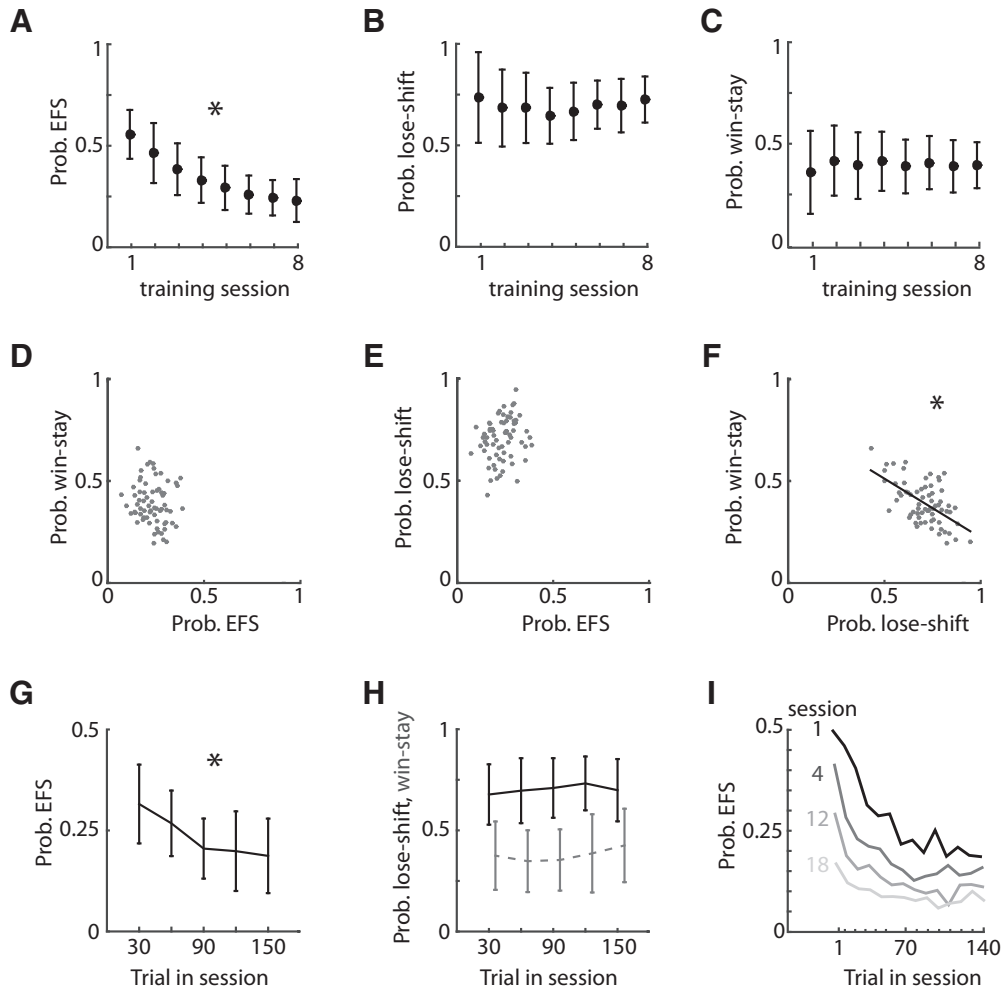 A
Prob. EFS
1
0.5
0
*
1
8
training session
B
Prob. lose-shift
1
0.5
0
1
8
training session
C
Prob. win-stay
1
0.5
0
1
8
training session
D
Prob. win-stay
1
0.5
0
0
0.5
1
Prob. EFS
E
Prob. lose-shift
1
0.5
0
0
0.5
1
Prob. EFS
F
Prob. win-stay
1
0.5
0
*
0
0.5
1
Prob. lose-shift
G
Prob. EFS
0.5
0.25
0
*
30
90
150
Trial in session
H
Prob. lose-shift, win-stay
1
0.5
0
30
90
150
Trial in session
I
Prob. EFS
session
0.5
0.25
0
1
4
12
18
1
70
140
Trial in session